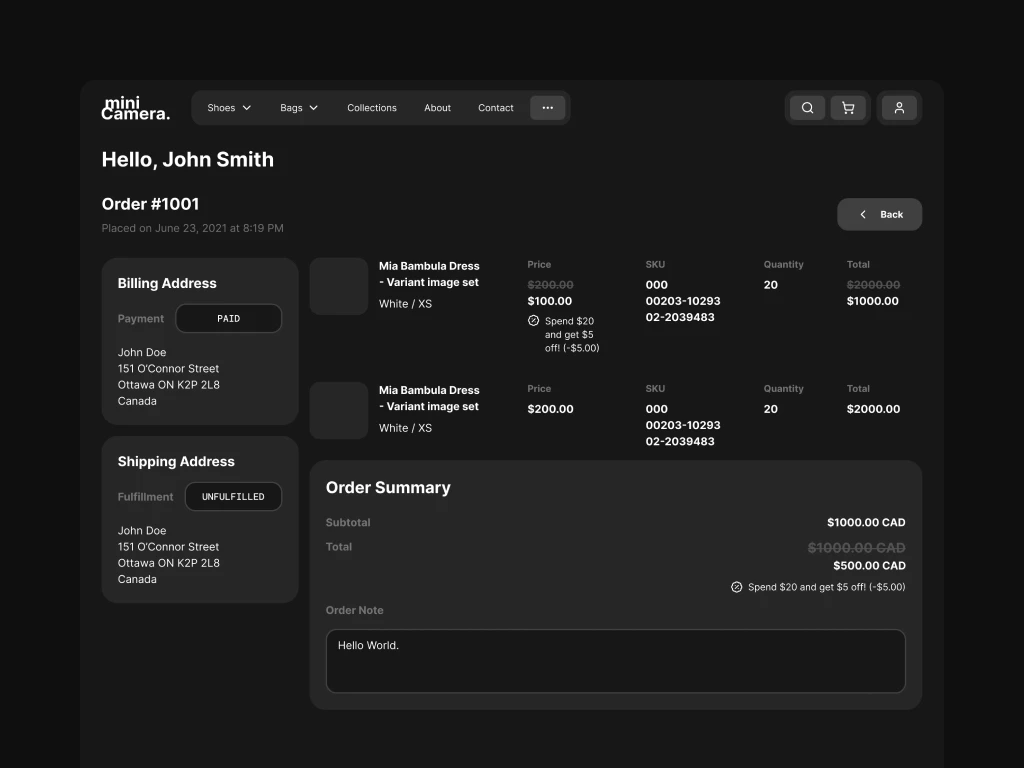 mini
Camera.
Shoes
Bags
Collections
About
Contact
Hello, John Smith
Order #1001
Placed on June 23, 2021 at 8:19 PM
Back
Billing Address
Payment
PAID
John Doe
151 O'Connor Street
Ottawa ON K2P 2L8
Canada
Shipping Address
Fulfillment
UNFULFILLED
John Doe
151 O'Connor Street
Ottawa ON K2P 2L8
Canada
Mia Bambula Dress
- Variant image set
White / XS
Price
$200.00
$100.00
Spend $20
and get $5
off! (-$5.00)
SKU
000
00203-10293
02-2039483
Quantity
20
Total
$2000.00
$1000.00
Mia Bambula Dress
- Variant image set
White / XS
Price
$200.00
SKU
000
00203-10293
02-2039483
Quantity
20
Total
$2000.00
Order Summary
Subtotal
$1000.00 CAD
Total
$1000.00 CAD
$500.00 CAD
Spend $20 and get $5 off! (-$5.00)
Order Note
Hello World.